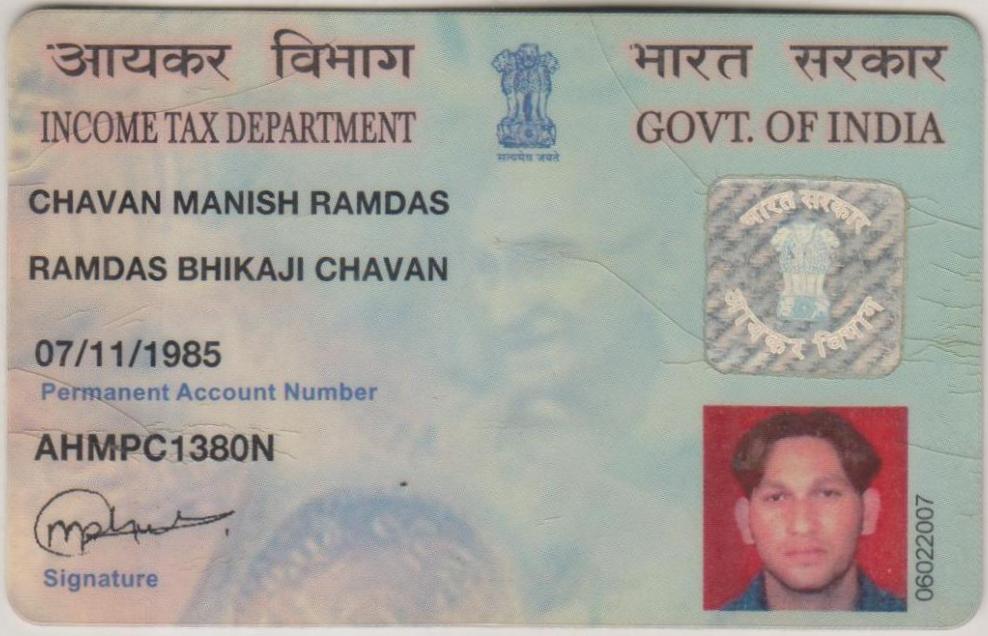 आयकर विभाग
INCOME TAX DEPARTMENT
सत्यमेव जयते
भारत सरकार
GOVT. OF INDIA
CHAVAN MANISH RAMDAS
RAMDAS BHIKAJI CHAVAN
07/11/1985
Permanent Account Number
AHMPC1380N
Signature
भारत सरकार
आयकर विभाग
06022007